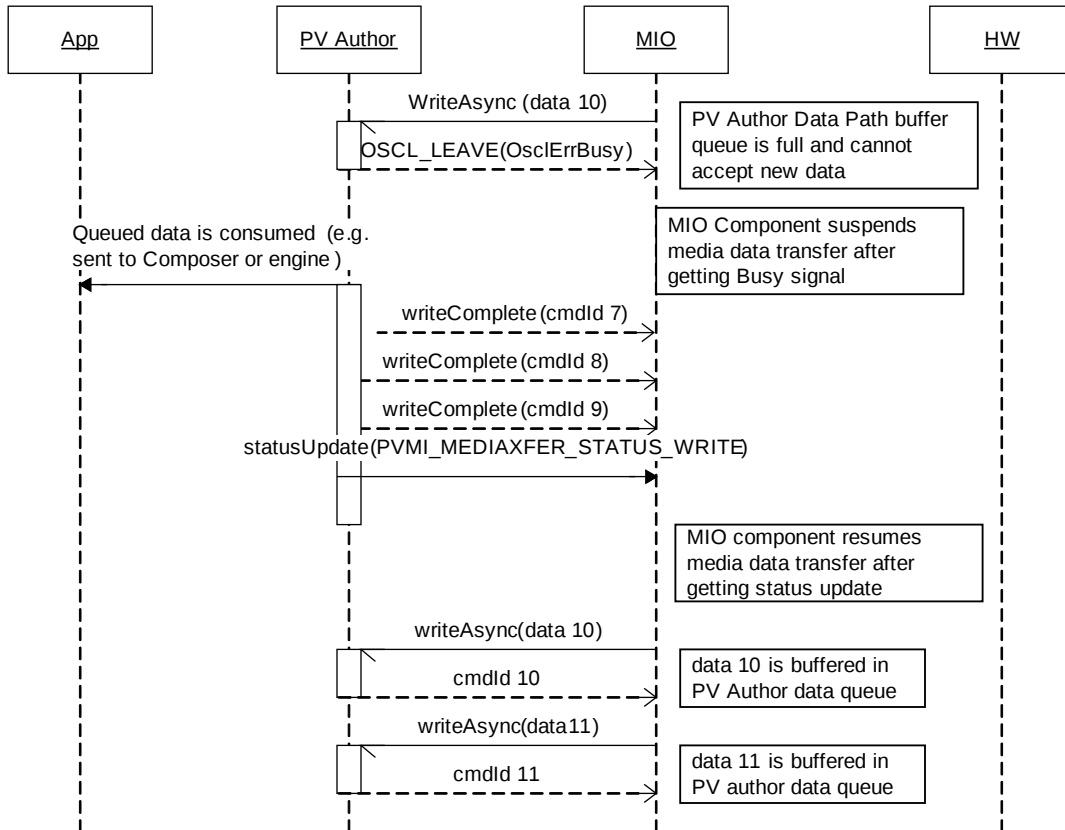 App
PV Author
MIO
HW
WriteAsync (data 10)
OSCL_LEAVE(OsclErrBusy)
PV Author Data Path buffer
queue is full and cannot
accept new data
MIO Component suspends
media data transfer after
getting Busy signal
Queued data is consumed (e.g.
sent to Composer or engine)
writeComplete(cmdId 7)
writeComplete(cmdId 8)
writeComplete(cmdId 9)
statusUpdate(PVMI_MEDIAXFER_STATUS_WRITE)
MIO component resumes
media data transfer after
getting status update
writeAsync(data 10)
cmdId 10
data 10 is buffered in
PV Author data queue
writeAsync(data11)
cmdId 11
data 11 is buffered in
PV author data queue